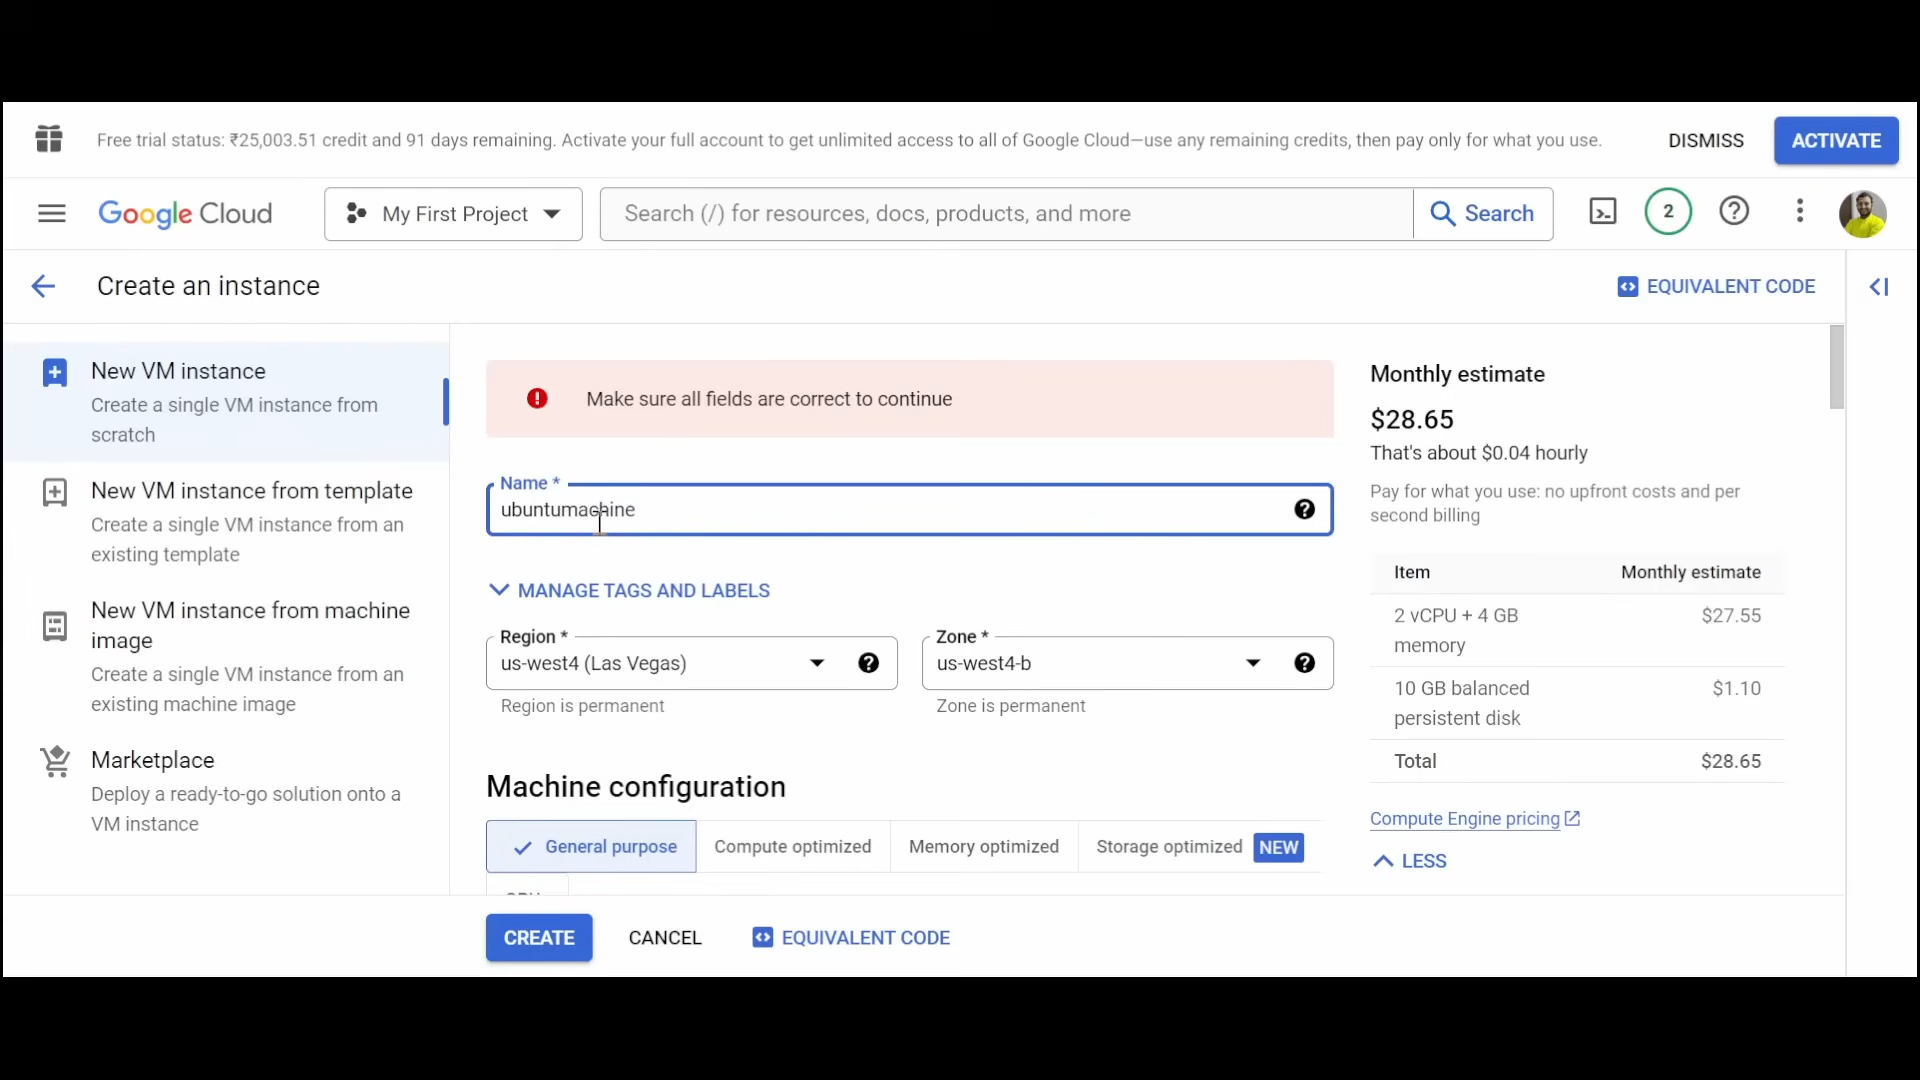 Free trial status: ₹25,003.51 credit and 91 days remaining. Activate your full account to get unlimited access to all of Google Cloud—use any remaining credits, then pay only for what you use.
DISMISS
ACTIVATE
Google Cloud
My First Project
Search (/) for resources, docs, products, and more
Search
2
Create an instance
EQUIVALENT CODE
New VM instance
Create a single VM instance from
scratch
New VM instance from template
Create a single VM instance from an
existing template
New VM instance from machine
image
Create a single VM instance from an
existing machine image
Marketplace
Deploy a ready-to-go solution onto a
VM instance
Make sure all fields are correct to continue
Name *
ubuntumachine
MANAGE TAGS AND LABELS
Region *
us-west4 (Las Vegas)
Region is permanent
Zone *
us-west4-b
Zone is permanent
Machine configuration
General purpose
Compute optimized
Memory optimized
Storage optimized
NEW
CREATE
CANCEL
EQUIVALENT CODE
Monthly estimate
$28.65
That's about $0.04 hourly
Pay for what you use: no upfront costs and per
second billing
Item Monthly estimate
2 vCPU + 4 GB $27.55
memory
10 GB balanced $1.10
persistent disk
Total $28.65
Compute Engine pricing
LESS